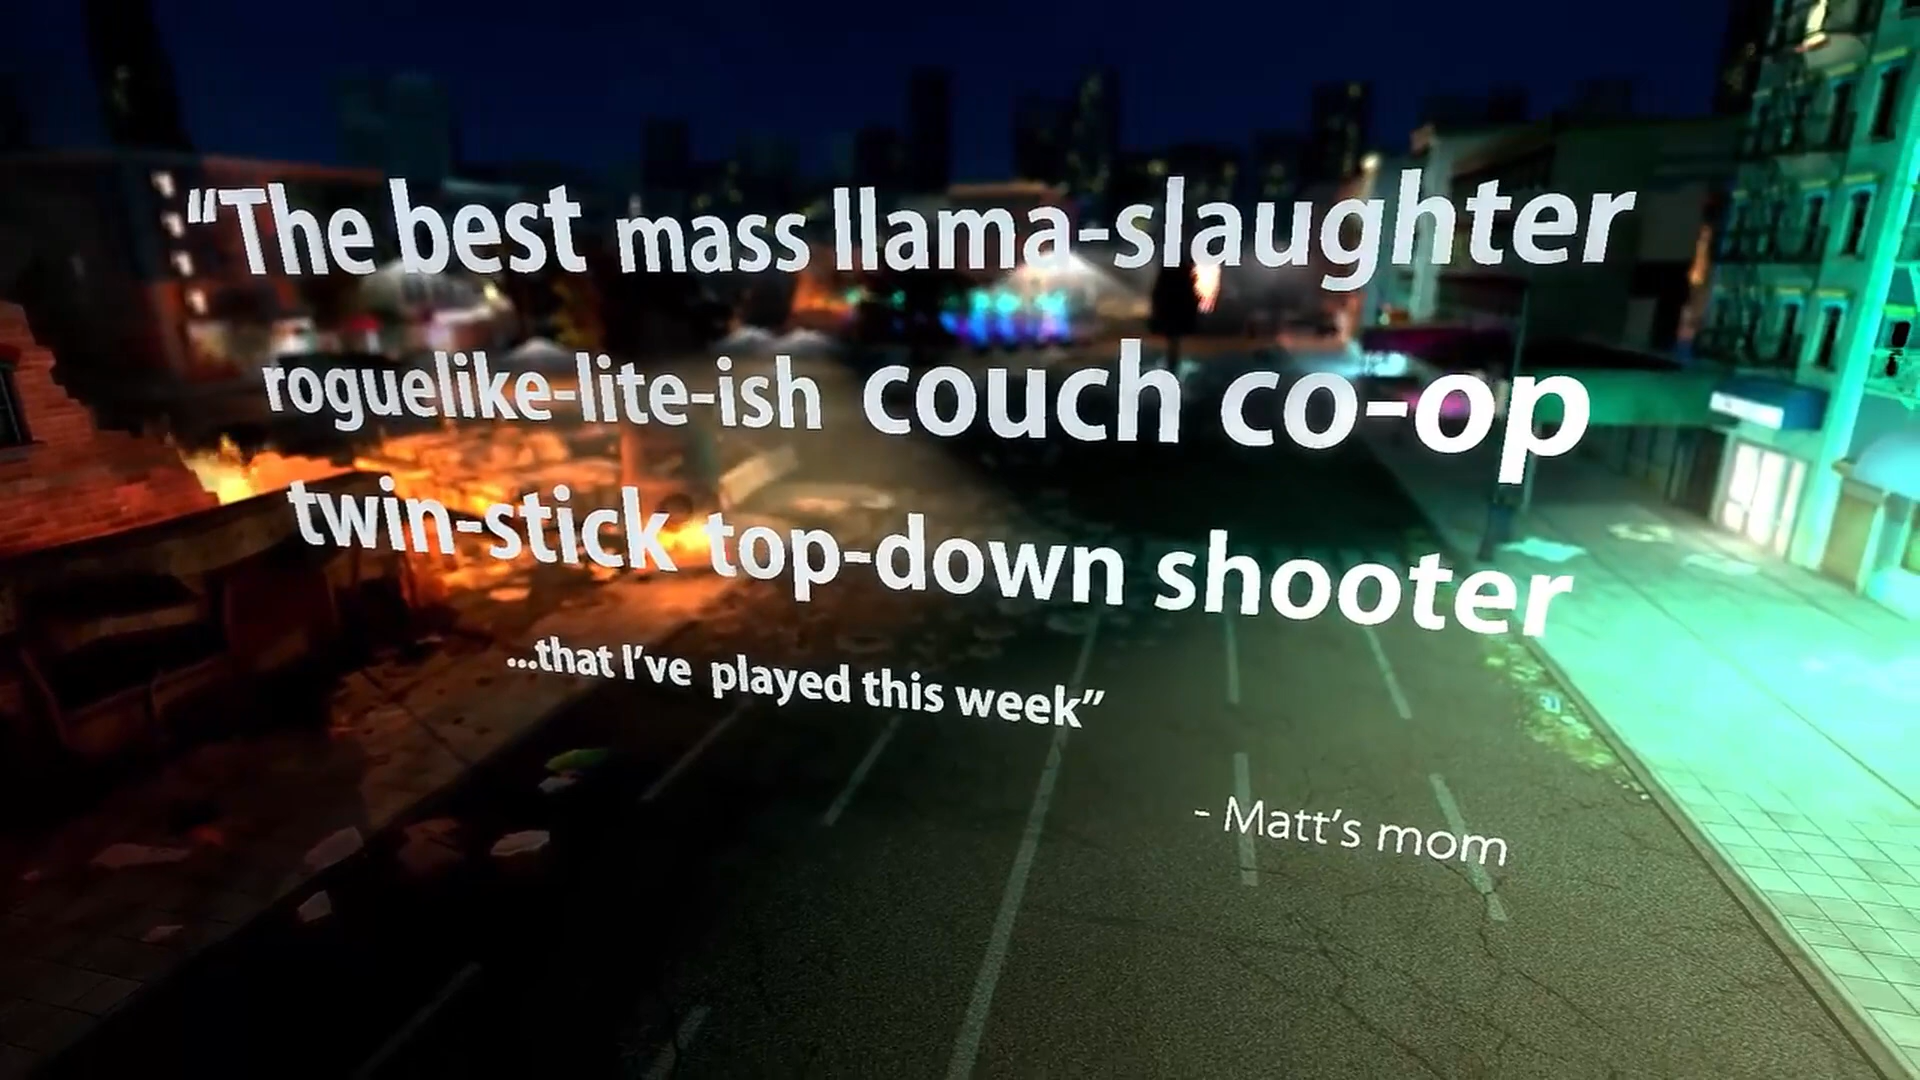 “The best mass llama-slaughter
roguelike-lite-ish couch co-op
twin-stick top-down shooter
...that I’ve played this week”
- Matt’s mom